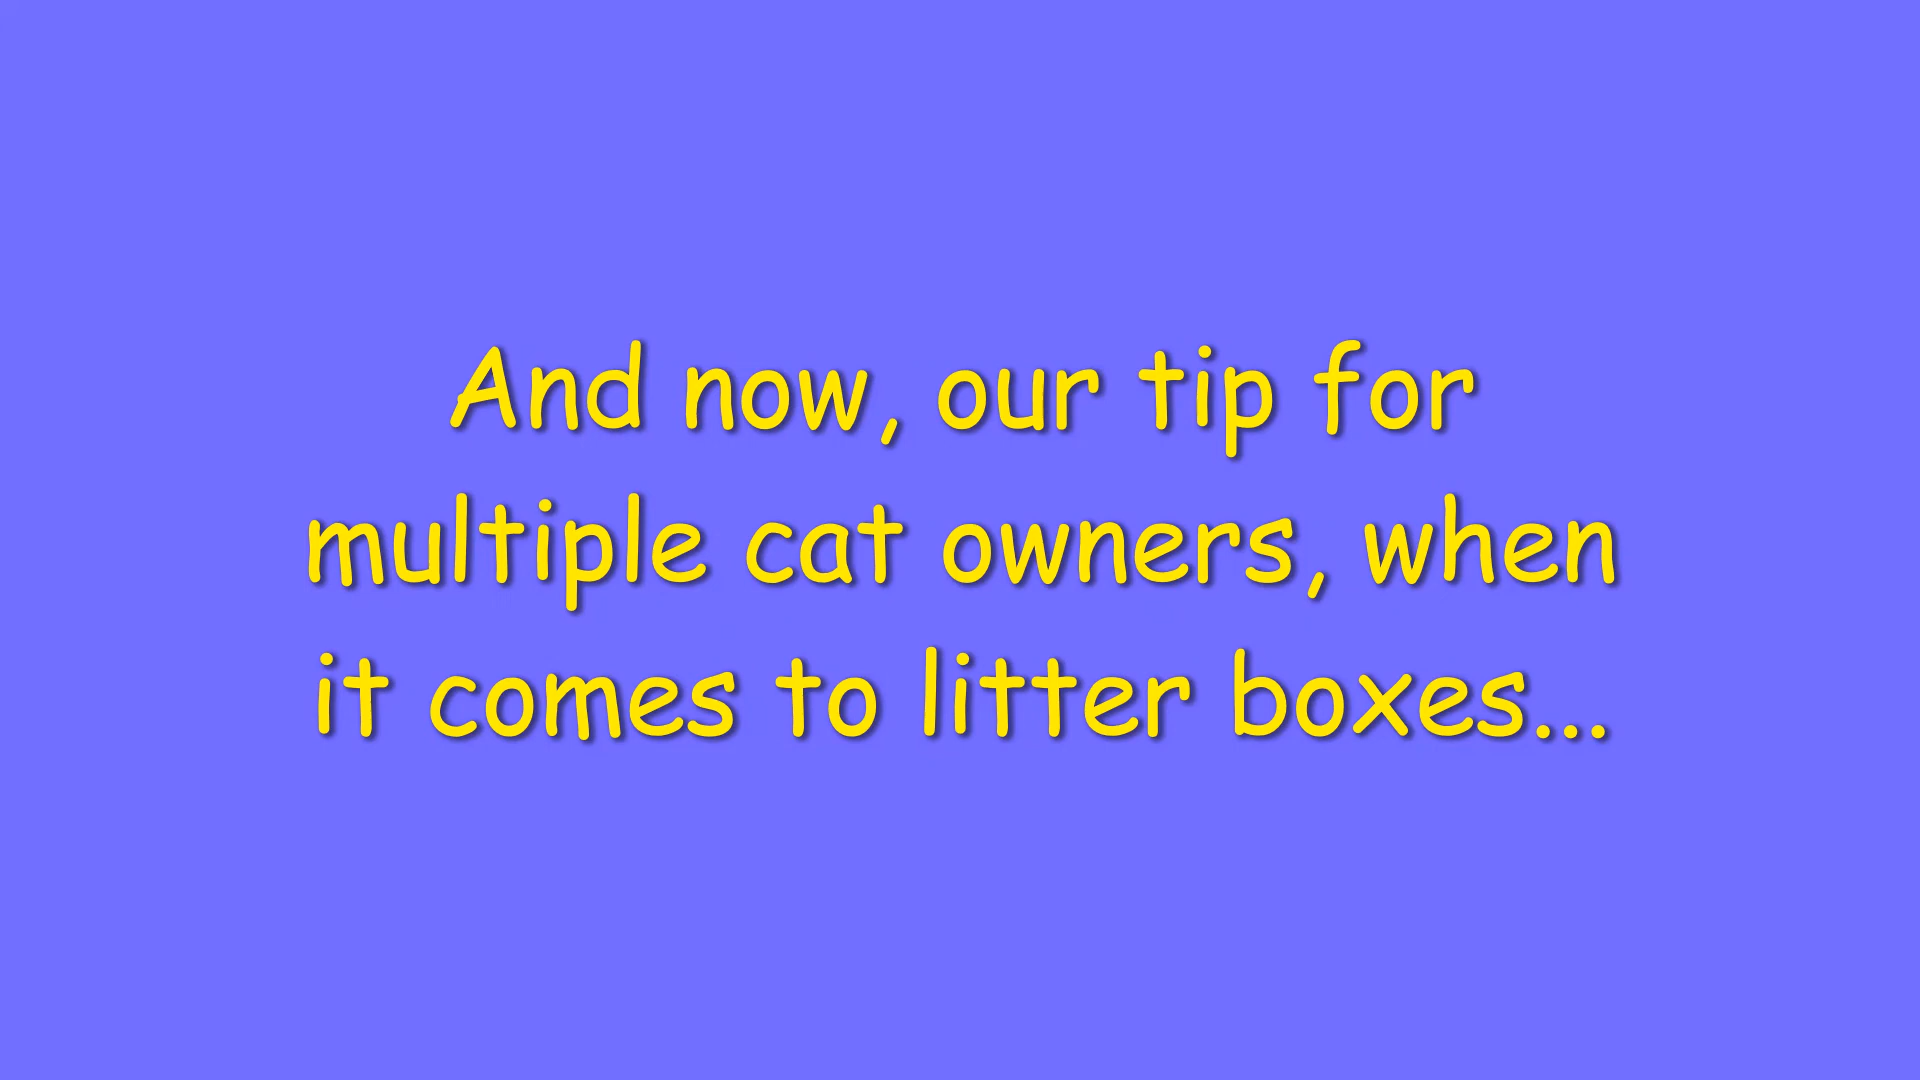 And now, our tip for
multiple cat owners, when
it comes to litter boxes...